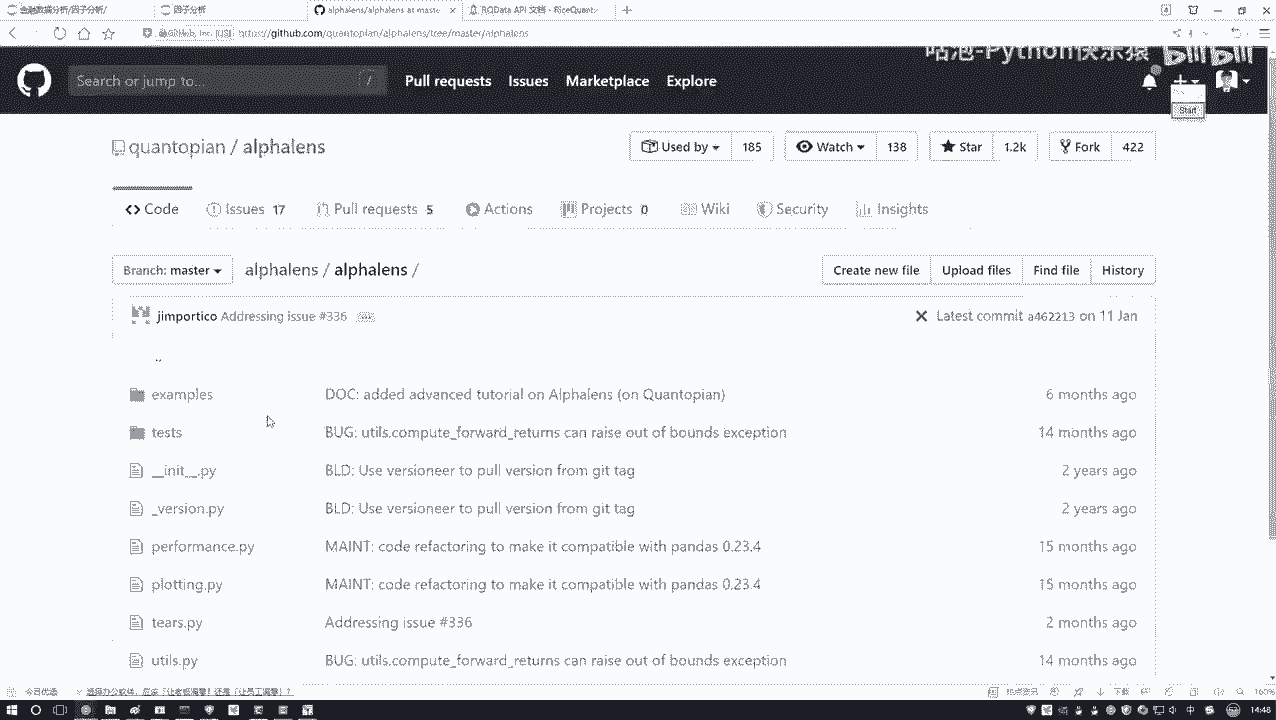 金融数据分析/因子分析/
因子分析
alphalens/alphalens at maste
RQData API 文档 - RiceQuant
GitHub, Inc. [US]
https://github.com/quantopian/alphalens/tree/master/alphalens
咕泡-Python快乐猿 bilibili
Search or jump to...
/
Pull requests
Issues
Marketplace
Explore
Start
quantopian / alphalens
Used by 185
Watch 138
Star 1.2k
Fork 422
Code
Issues 17
Pull requests 5
Actions
Projects 0
Wiki
Security
Insights
Branch: master
alphalens / alphalens /
Create new file
Upload files
Find file
History
jimportico Addressing issue #336
Latest commit a462213 on 11 Jan
..
examples DOC: added advanced tutorial on Alphalens (on Quantopian) 6 months ago
tests BUG: utils.compute_forward_returns can raise out of bounds exception 14 months ago
__init__.py BLD: Use versioneer to pull version from git tag 2 years ago
_version.py BLD: Use versioneer to pull version from git tag 2 years ago
performance.py MAINT: code refactoring to make it compatible with pandas 0.23.4 15 months ago
plotting.py MAINT: code refactoring to make it compatible with pandas 0.23.4 15 months ago
tears.py Addressing issue #336 2 months ago
utils.py BUG: utils.compute_forward_returns can raise out of bounds exception 14 months ago
今日优选
下载
160%
中
14:48